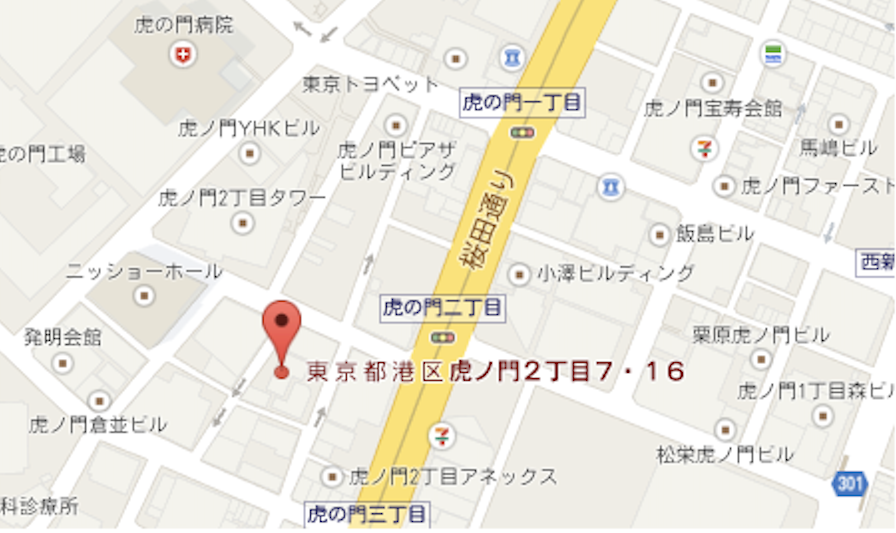 虎の門病院
東京トヨペット
虎の門一丁目
虎ノ門宝寿会館
虎ノ門YHKビル
虎ノ門ピアザ
ビルディング
馬嶋ビル
の門工場
虎ノ門2丁目タワー
虎ノ門ファースト
桜田通り
飯島ビル
西新
ニッショーホール
小澤ビルディング
虎の門二丁目
発明会館
栗原虎ノ門ビル
東京都港区虎ノ門2丁目7・16
虎ノ門1丁目森ビル
虎ノ門倉並ビル
松栄虎ノ門ビル
虎ノ門2丁目アネックス
301
科診療所
虎の門三丁目